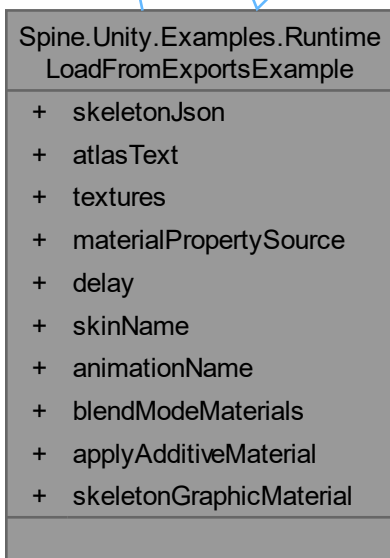 Spine.Unity.Examples.Runtime
LoadFromExportsExample
+ skeletonJson
+ atlasText
+ textures
+ materialPropertySource
+ delay
+ skinName
+ animationName
+ blendModeMaterials
+ applyAdditiveMaterial
+ skeletonGraphicMaterial